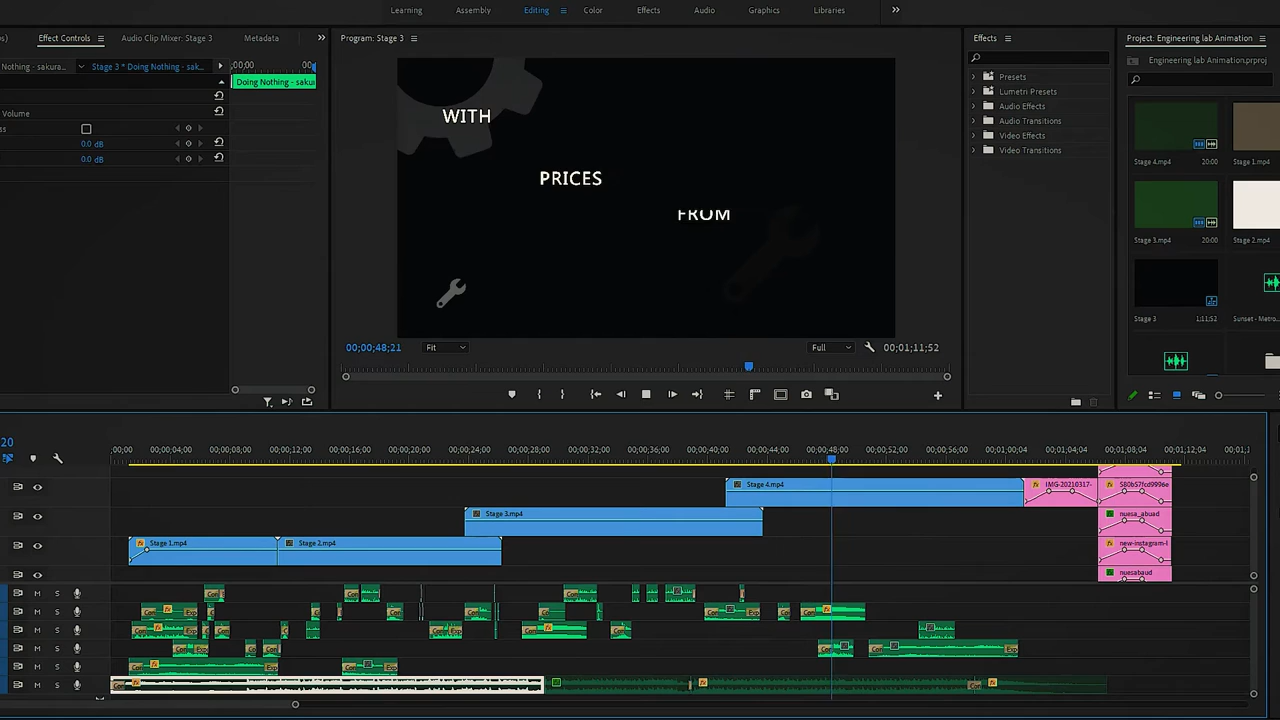 Learning Assembly Editing Color Effects Audio Graphics Libraries
Effect Controls Audio Clip Mixer: Stage 3 Metadata
Program: Stage 3
Effects
Project: Engineering lab Animation
Nothing - sakura... Stage 3 * Doing Nothing - sak...
;00;00 00;
Doing Nothing - sakur
Volume
0.0 dB
0.0 dB
WITH
PRICES
FROM
00;00;48;21 Fit Full 00;01;11;52
Presets
Lumetri Presets
Audio Effects
Audio Transitions
Video Effects
Video Transitions
Engineering lab Animation.prproj
Stage 4.mp4 20:00 Stage 1.mp4
Stage 3.mp4 20:00 Stage 2.mp4
Stage 3 1:11;52 Sunset - Metro...
20
;00;00 00;00;04;00 00;00;08;00 00;00;12;00 00;00;16;00 00;00;20;00 00;00;24;00 00;00;28;00 00;00;32;00 00;00;36;00 00;00;40;00 00;00;44;00 00;00;48;00 00;00;52;00 00;00;56;00 00;01;00;00 00;01;04;00 00;01;08;00 00;01;12;00 00;01;1
Stage 4.mp4 IMG-20210317- 580b57fcd9996e
Stage 3.mp4 nuesa_abuad
Stage 1.mp4 Stage 2.mp4 new-instagram-l
nuesabaud
M S
M S
M S
M S
M S
M S